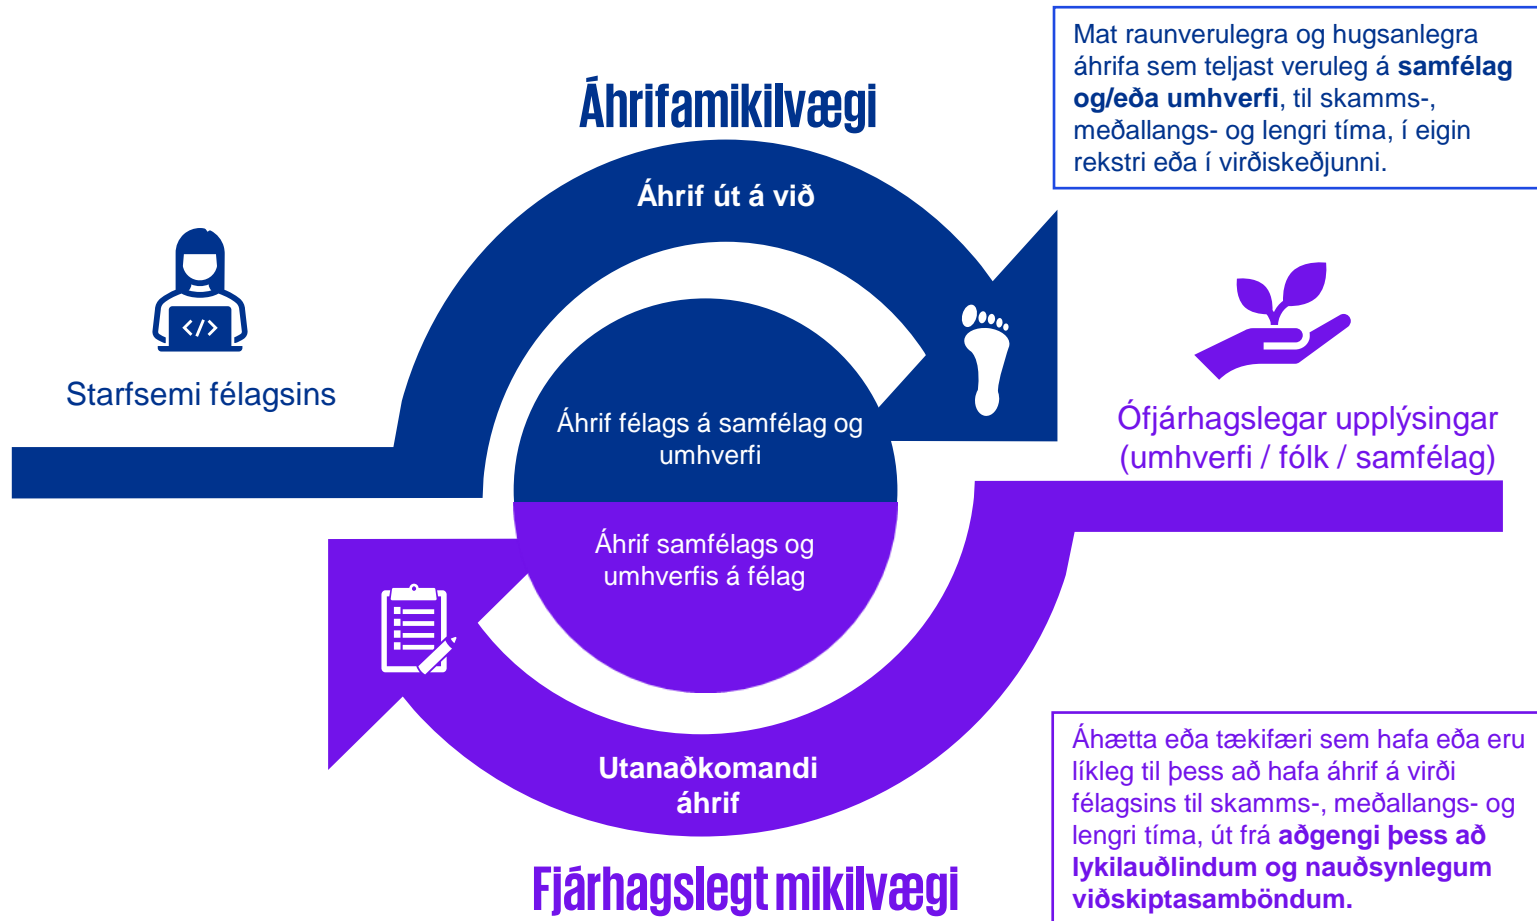 Mat raunverulegra og hugsanlegra
áhrifa sem teljast veruleg á samfélag
og/eða umhverfi, til skamms-,
meðallangs- og lengri tíma, í eigin
rekstri eða í virðiskeðjunni.
Áhrifamikilvægi
Áhrif út á við
</>
Starfsemi félagsins
Áhrif félags á samfélag og
umhverfi
Ófjárhagslegar upplýsingar
(umhverfi / fólk / samfélag)
Áhrif samfélags og
umhverfis á félag
Utanaðkomandi
áhrif
Áhætta eða tækifæri sem hafa eða eru
líkleg til þess að hafa áhrif á virði
félagsins til skamms-, meðallangs- og
lengri tíma, út frá aðgengi þess að
lykilauðlindum og nauðsynlegum
viðskiptasamböndum.
Fjárhagslegt mikilvægi